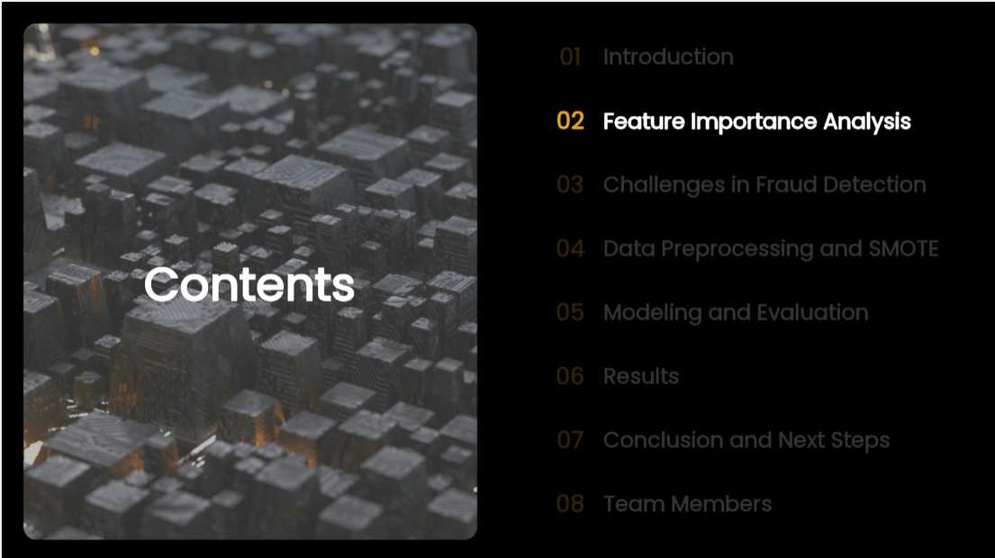 Contents
01 Introduction
02 Feature Importance Analysis
03 Challenges in Fraud Detection
04 Data Preprocessing and SMOTE
05 Modeling and Evaluation
06 Results
07 Conclusion and Next Steps
08 Team Members